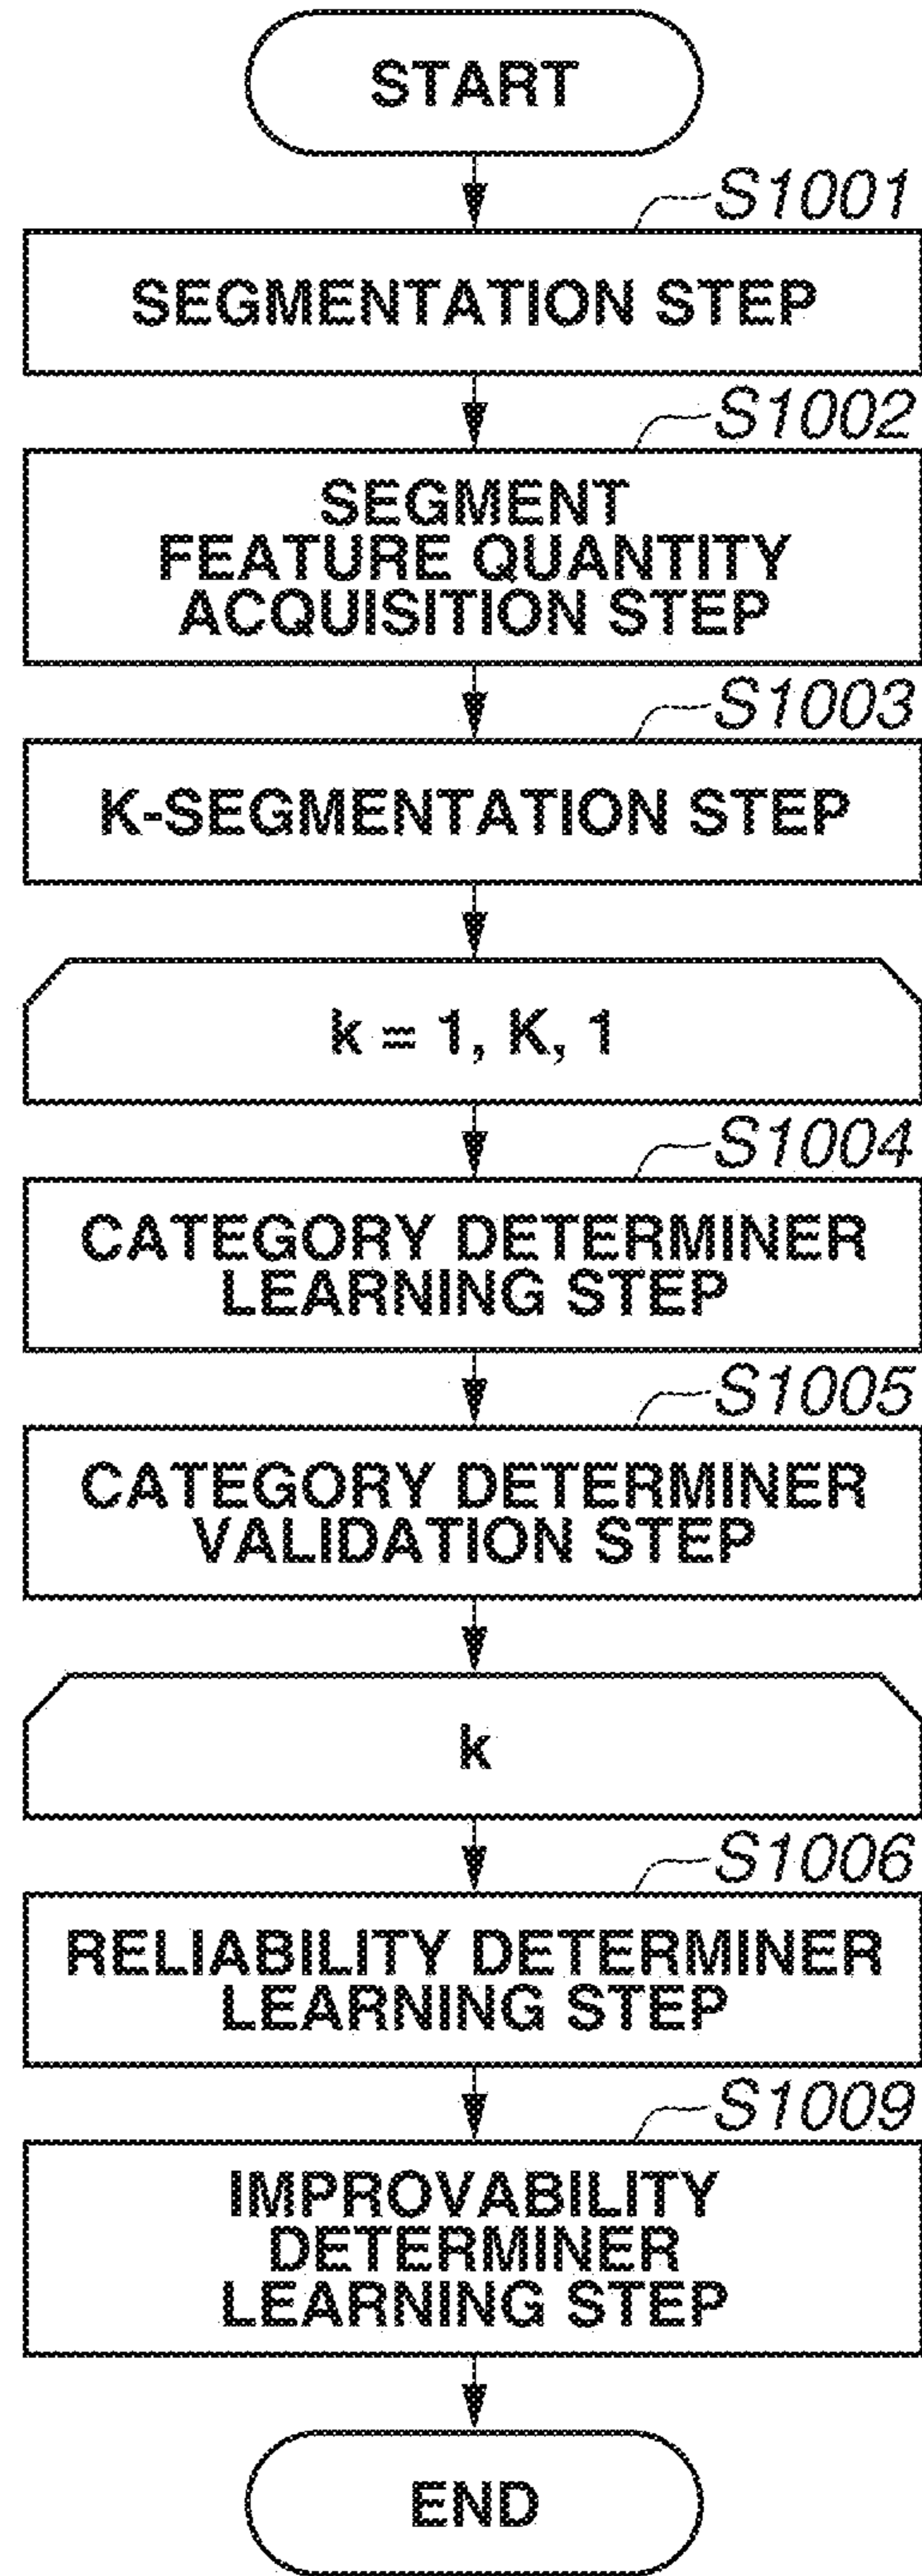 START
S1001
SEGMENTATION STEP
S1002
SEGMENT
FEATURE QUANTITY
ACQUISITION STEP
S1003
K-SEGMENTATION STEP
k = 1, K, 1
S1004
CATEGORY DETERMINER
LEARNING STEP
S1005
CATEGORY DETERMINER
VALIDATION STEP
k
S1006
RELIABILITY DETERMINER
LEARNING STEP
S1009
IMPROVABILITY
DETERMINER
LEARNING STEP
END